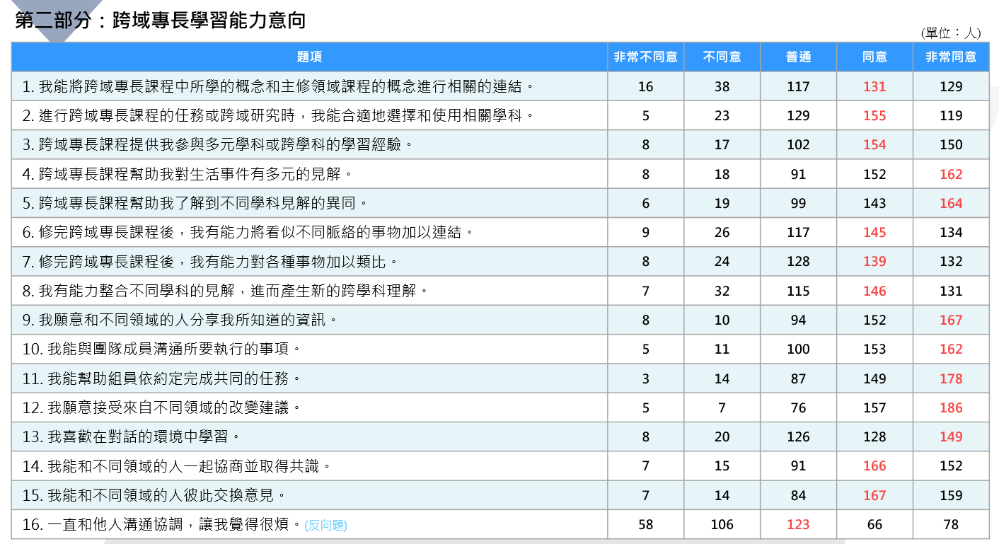 第二部分：跨域專長學習能力意向
(單位：人)
題項 非常不同意 不同意 普通 同意 非常同意
1. 我能將跨域專長課程中所學的概念和主修領域課程的概念進行相關的連結。 16 38 117 131 129
2. 進行跨域專長課程的任務或跨域研究時，我能合適地選擇和使用相關學科。 5 23 129 155 119
3. 跨域專長課程提供我參與多元學科或跨學科的學習經驗。 8 17 102 154 150
4. 跨域專長課程幫助我對生活事件有多元的見解。 8 18 91 152 162
5. 跨域專長課程幫助我了解到不同學科見解的異同。 6 19 99 143 164
6. 修完跨域專長課程後，我有能力將看似不同脈絡的事物加以連結。 9 26 117 145 134
7. 修完跨域專長課程後，我有能力對各種事物加以類比。 8 24 128 139 132
8. 我有能力整合不同學科的見解，進而產生新的跨學科理解。 7 32 115 146 131
9. 我願意和不同領域的人分享我所知道的資訊。 8 10 94 152 167
10. 我能與團隊成員溝通所要執行的事項。 5 11 100 153 162
11. 我能幫助組員依約定完成共同的任務。 3 14 87 149 178
12. 我願意接受來自不同領域的改變建議。 5 7 76 157 186
13. 我喜歡在對話的環境中學習。 8 20 126 128 149
14. 我能和不同領域的人一起協商並取得共識。 7 15 91 166 152
15. 我能和不同領域的人彼此交換意見。 7 14 84 167 159
16. 一直和他人溝通協調，讓我覺得很煩。(反向題) 58 106 123 66 78